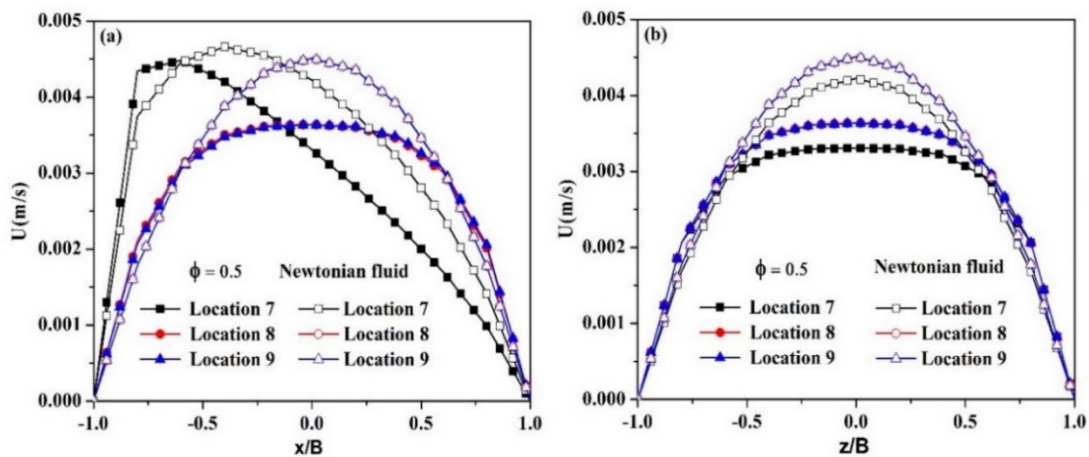 (a)
0.005
0.004
0.003
0.002
0.001
0.000
U(m/s)
ϕ = 0.5 Newtonian fluid
Location 7 Location 7
Location 8 Location 8
Location 9 Location 9
-1.0 -0.5 0.0 0.5 1.0
x/B
(b)
0.005
0.004
0.003
0.002
0.001
0.000
U(m/s)
ϕ = 0.5 Newtonian fluid
Location 7 Location 7
Location 8 Location 8
Location 9 Location 9
-1.0 -0.5 0.0 0.5 1.0
z/B